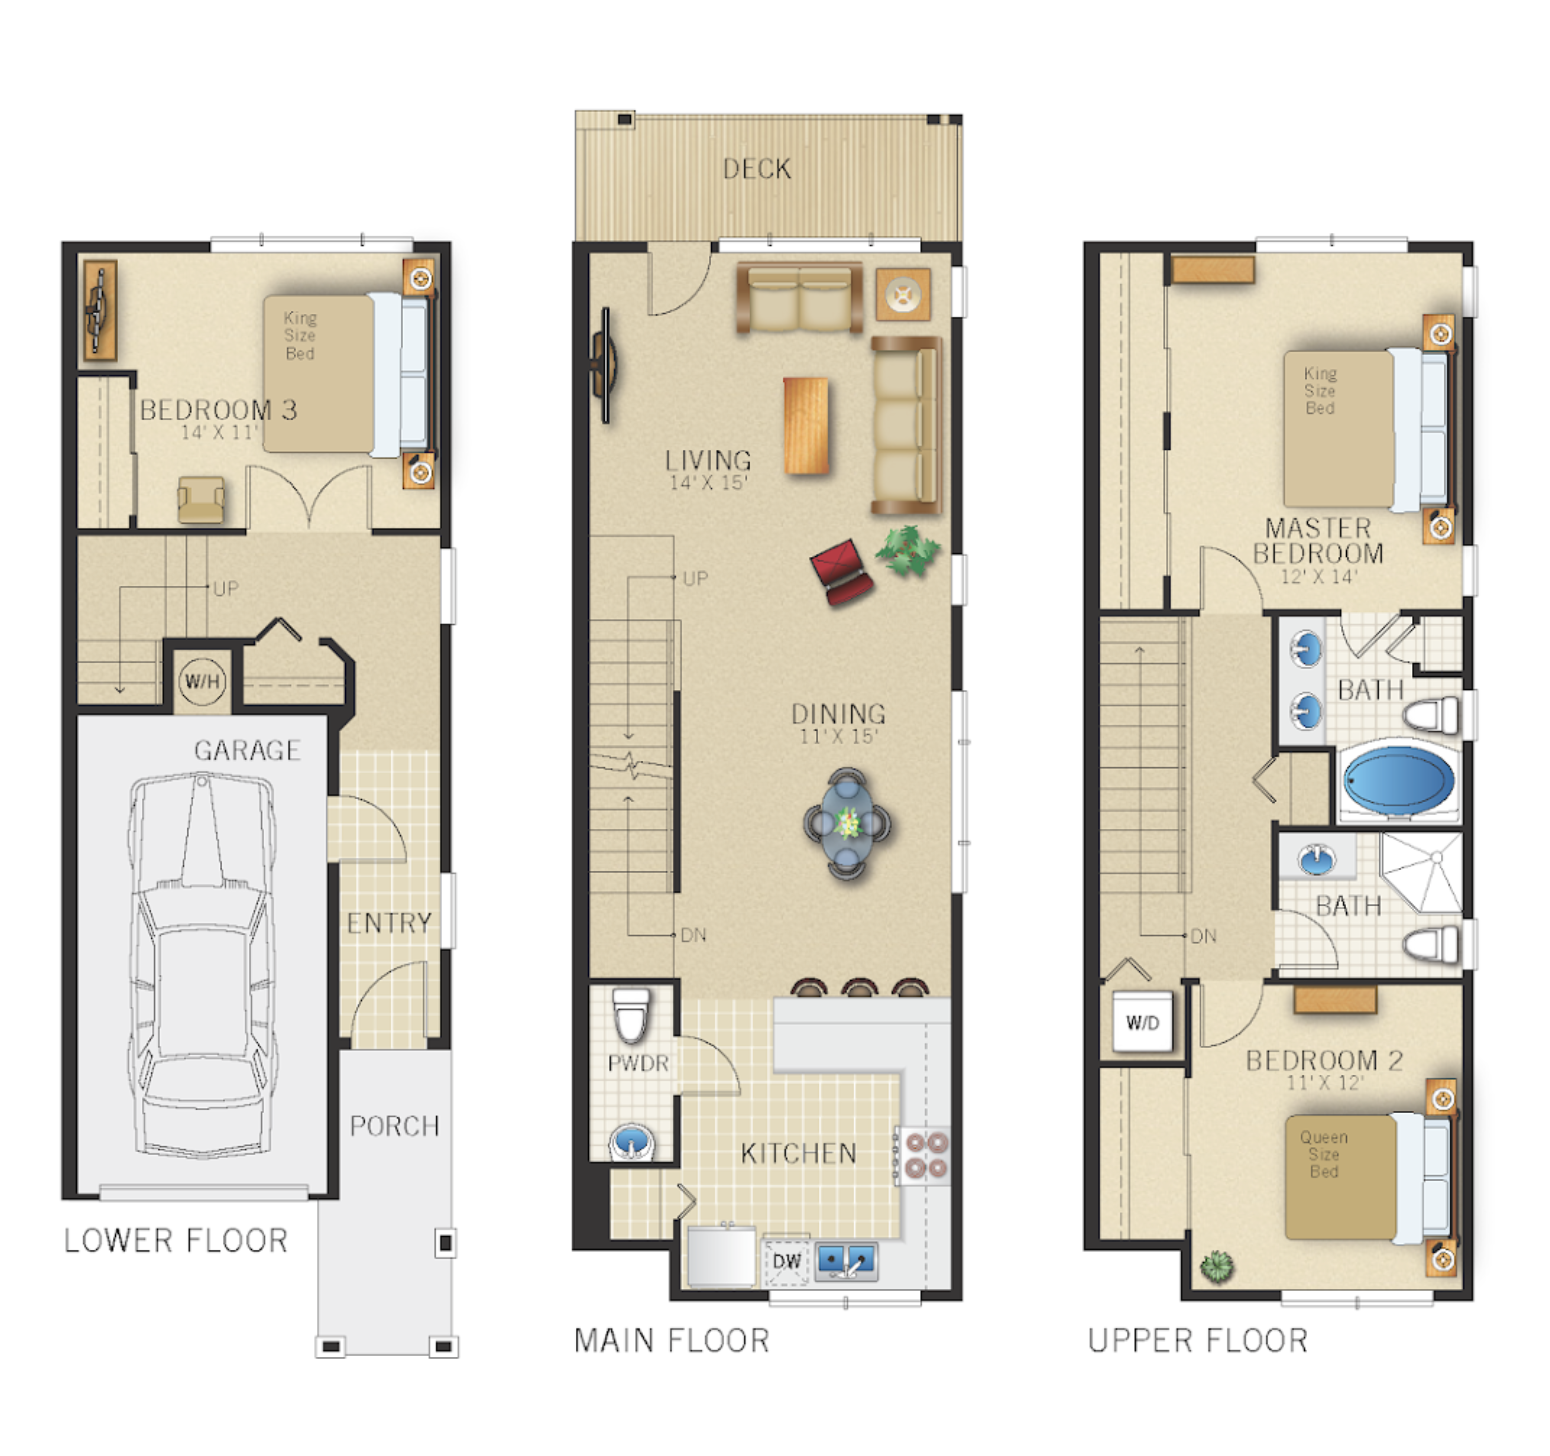 King
Size
Bed
BEDROOM 3
14' X 11'
UP
W/H
GARAGE
ENTRY
PORCH
LOWER FLOOR
DECK
LIVING
14' X 15'
UP
DINING
11' X 15'
DN
PWDR
KITCHEN
DW
MAIN FLOOR
King
Size
Bed
MASTER
BEDROOM
12' X 14'
BATH
BATH
DN
W/D
BEDROOM 2
11' X 12'
Queen
Size
Bed
UPPER FLOOR